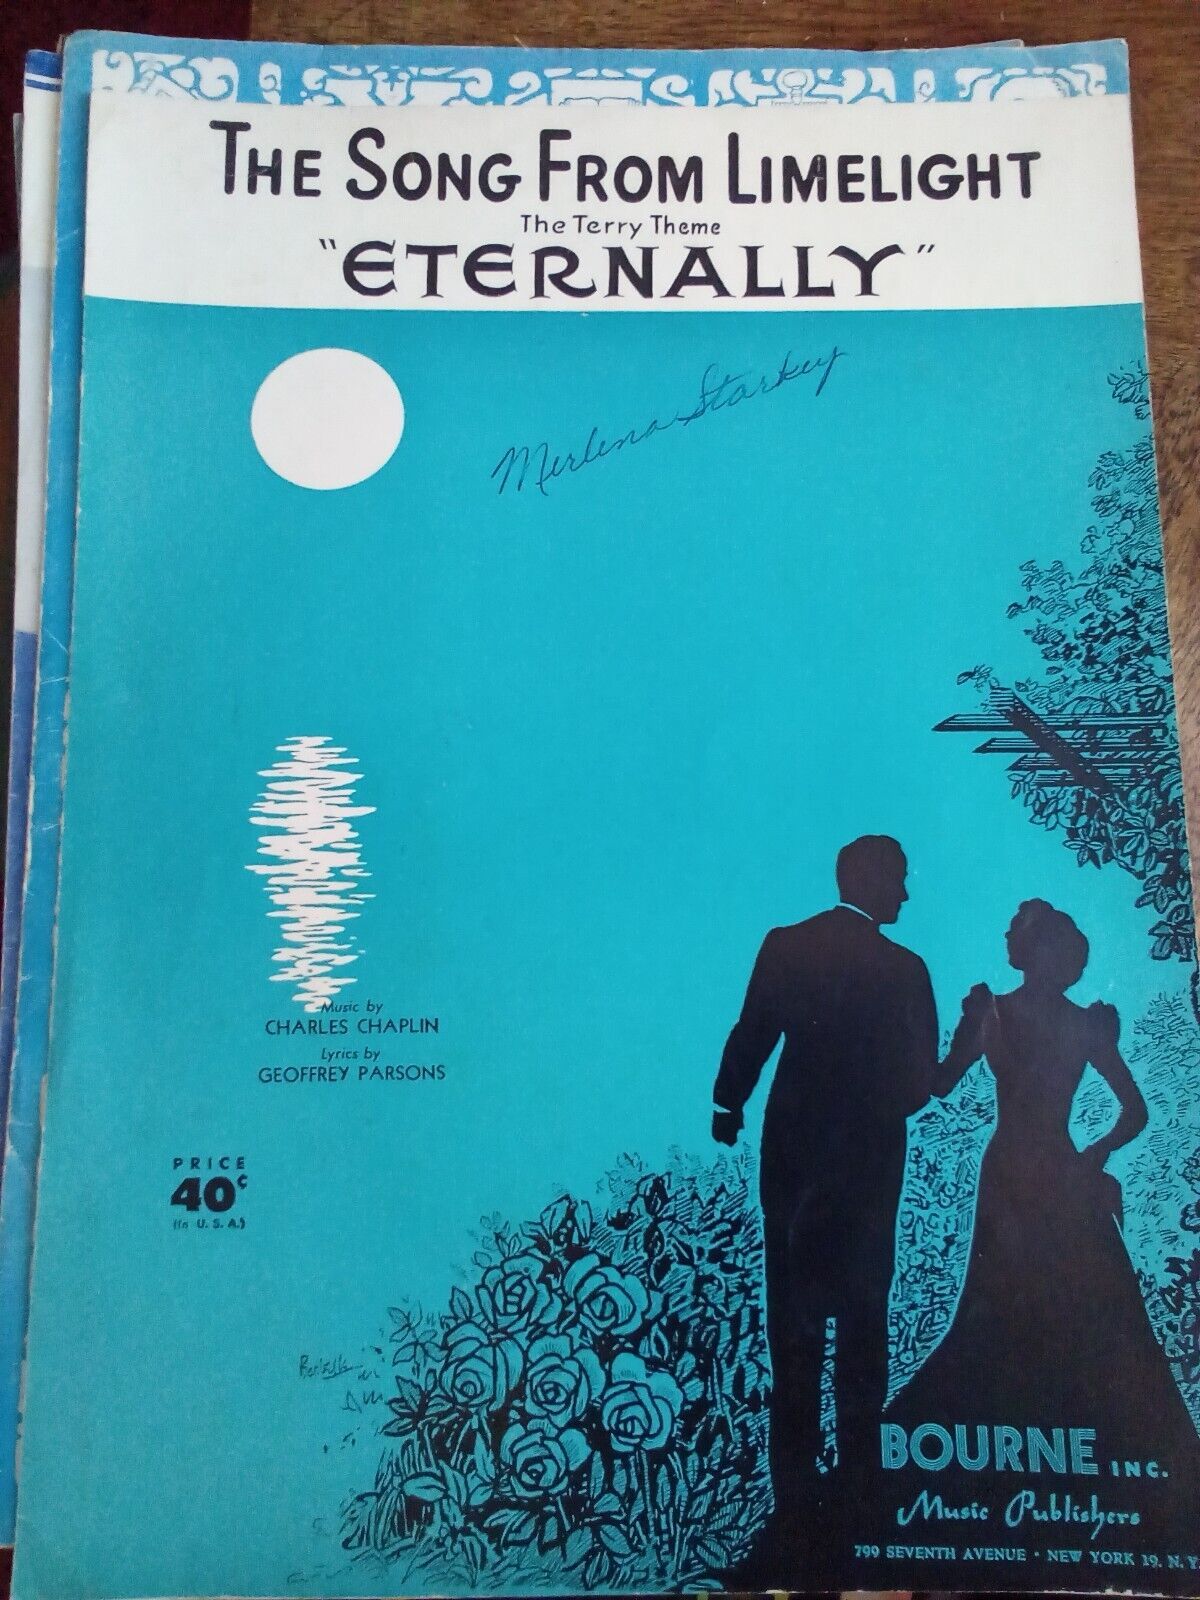 THE SONG FROM LIMELIGHT
The Terry Theme
"ETERNALLY"
Merlena Starkey
Music by
CHARLES CHAPLIN
Lyrics by
GEOFFREY PARSONS
PRICE
40¢
(In U.S.A.)
BOURNE INC.
Music Publishers
799 SEVENTH AVENUE · NEW YORK 19, N.Y.